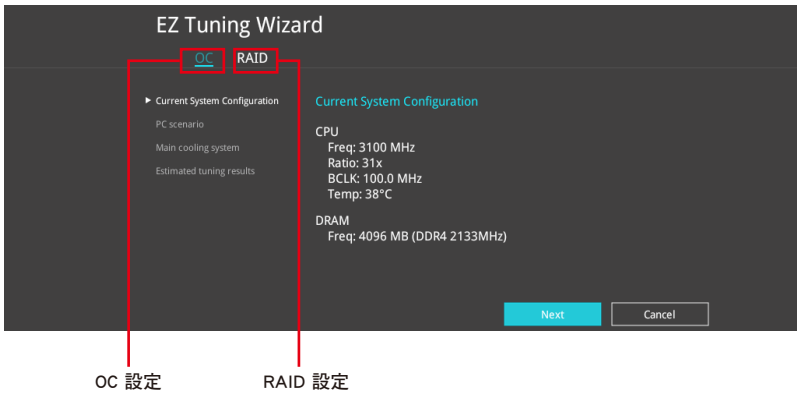 EZ Tuning Wizard
OC RAID
Current System Configuration
PC scenario
Main cooling system
Estimated tuning results
Current System Configuration
CPU
Freq: 3100 MHz
Ratio: 31x
BCLK: 100.0 MHz
Temp: 38°C
DRAM
Freq: 4096 MB (DDR4 2133MHz)
Next Cancel
OC 設定 RAID 設定